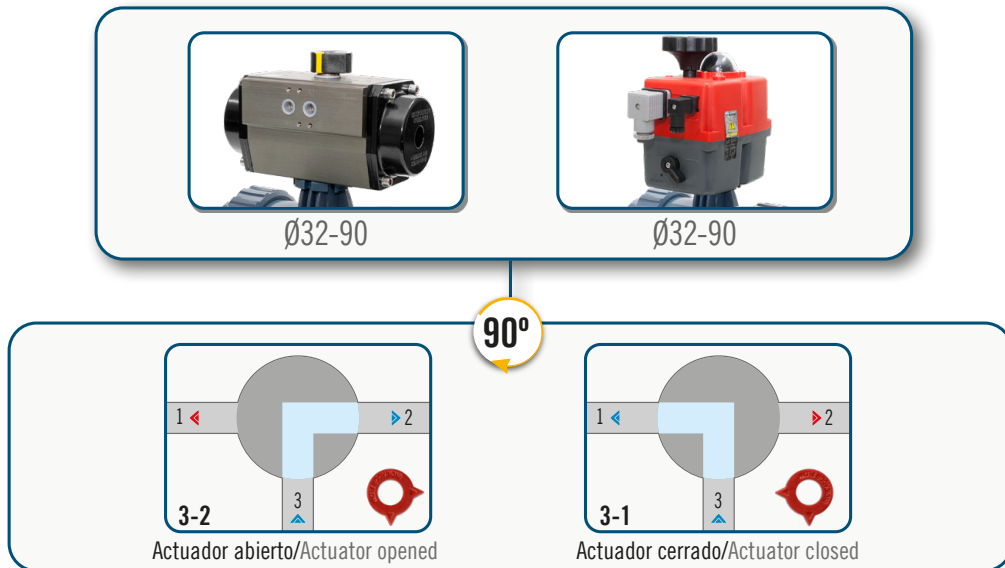 Ø32-90
Ø32-90
90º
1
2
3
3-2
Actuador abierto/Actuator opened
1
2
3
3-1
Actuador cerrado/Actuator closed